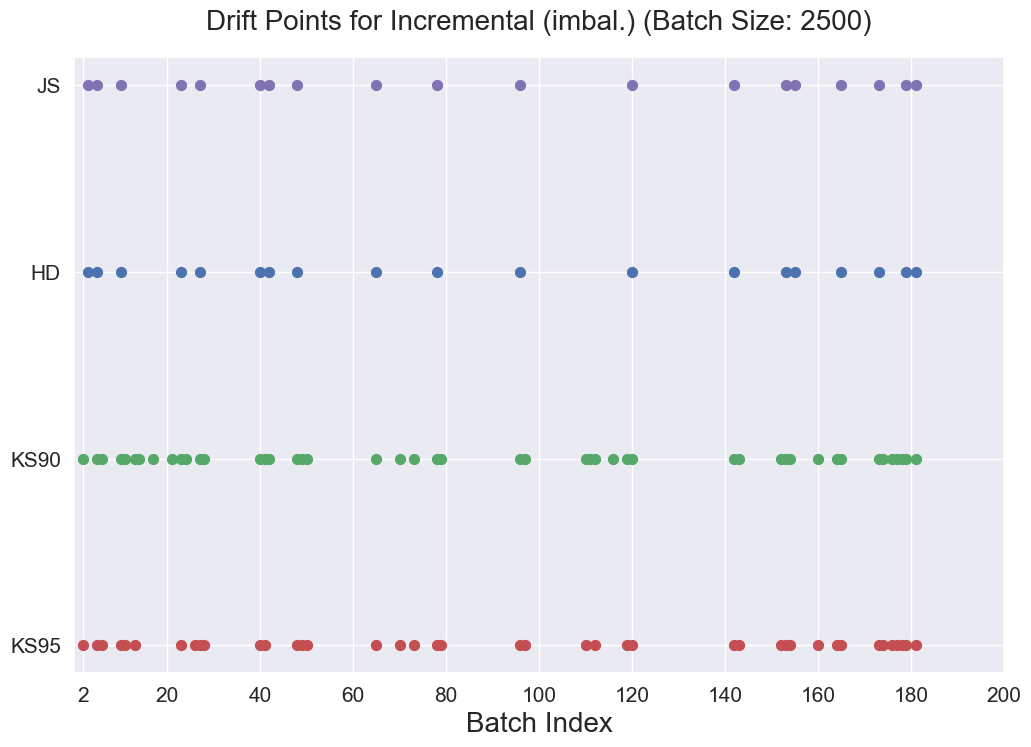 Drift Points for Incremental (imbal.) (Batch Size: 2500)
JS
HD
KS90
KS95
2 20 40 60 80 100 120 140 160 180 200
Batch Index